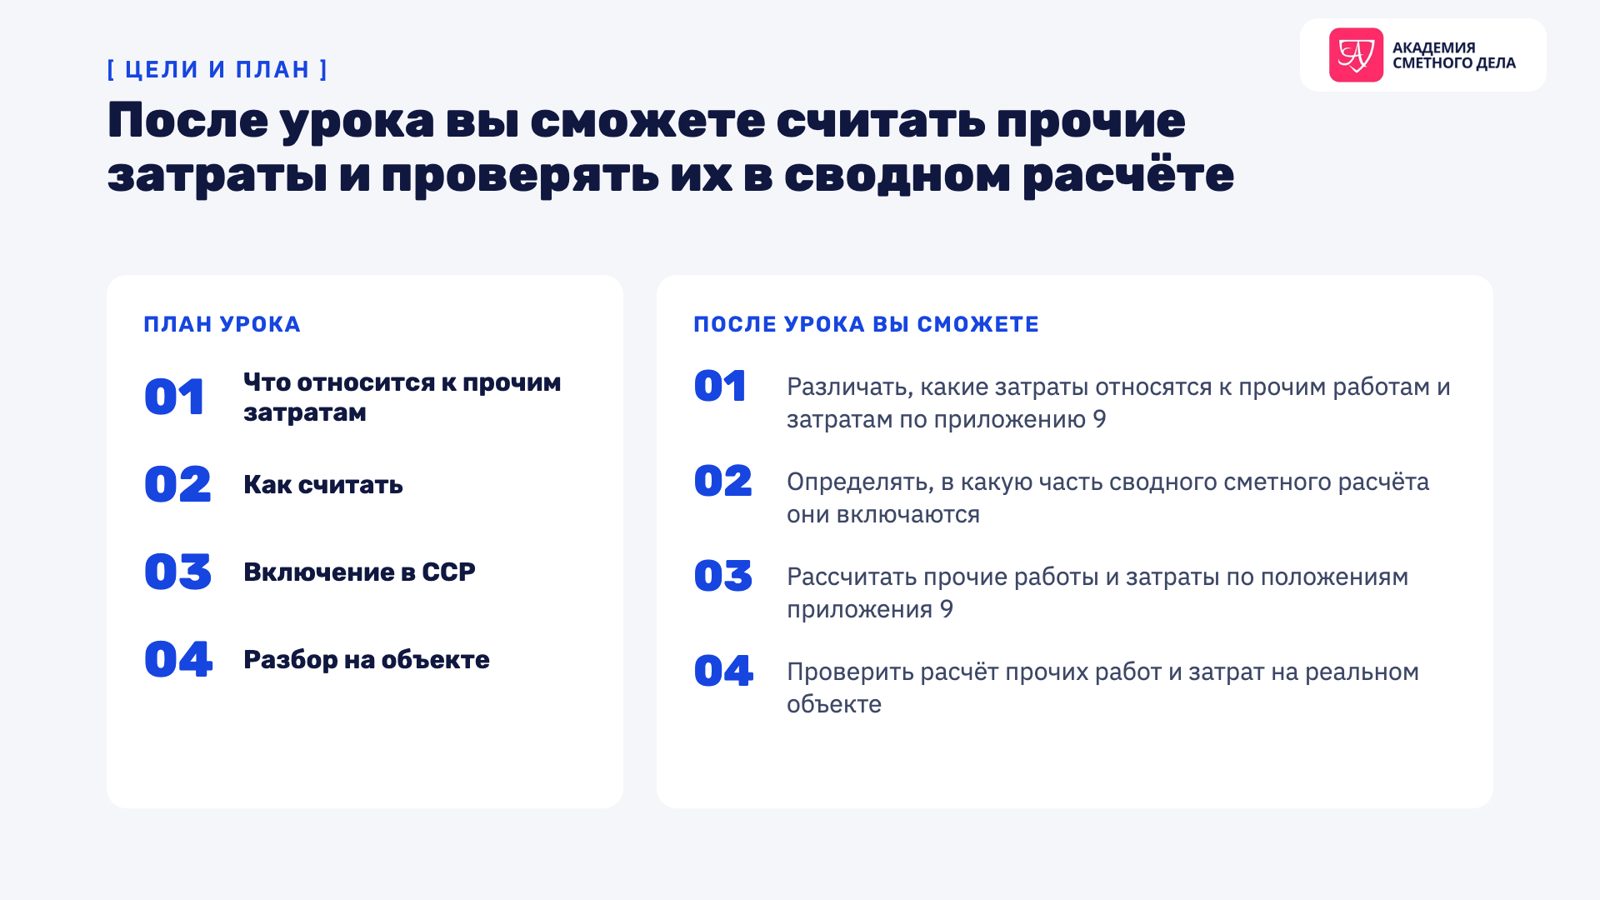 [ ЦЕЛИ И ПЛАН ]
АКАДЕМИЯ
СМЕТНОГО ДЕЛА
После урока вы сможете считать прочие
затраты и проверять их в сводном расчёте
ПЛАН УРОКА
01 Что относится к прочим
затратам
02 Как считать
03 Включение в ССР
04 Разбор на объекте
ПОСЛЕ УРОКА ВЫ СМОЖЕТЕ
01 Различать, какие затраты относятся к прочим работам и
затратам по приложению 9
02 Определять, в какую часть сводного сметного расчёта
они включаются
03 Рассчитать прочие работы и затраты по положениям
приложения 9
04 Проверить расчёт прочих работ и затрат на реальном
объекте